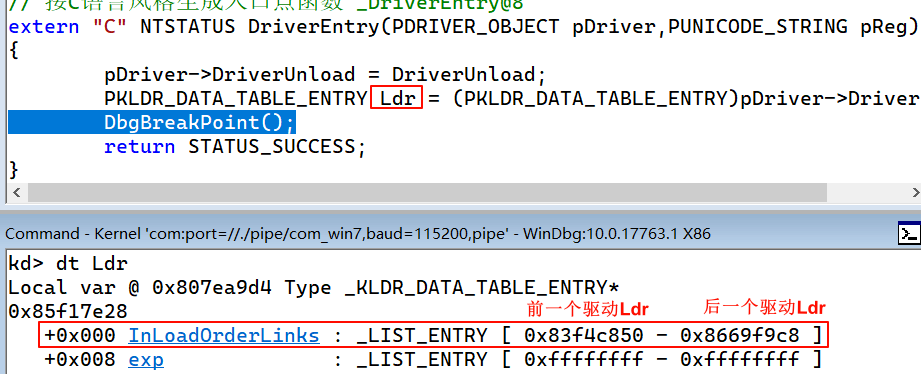 // 按C语言风格生成入口点函数 _DriverEntry@8
extern "C" NTSTATUS DriverEntry(PDRIVER_OBJECT pDriver,PUNICODE_STRING pReg)
{
pDriver->DriverUnload = DriverUnload;
PKLDR_DATA_TABLE_ENTRY Ldr = (PKLDR_DATA_TABLE_ENTRY)pDriver->Driver
DbgBreakPoint();
return STATUS_SUCCESS;
}
Command - Kernel 'com:port=//./pipe/com_win7,baud=115200,pipe' - WinDbg:10.0.17763.1 X86
kd> dt Ldr
Local var @ 0x807ea9d4 Type _KLDR_DATA_TABLE_ENTRY*
0x85f17e28
前一个驱动Ldr 后一个驱动Ldr
+0x000 InLoadOrderLinks : _LIST_ENTRY [ 0x83f4c850 - 0x8669f9c8 ]
+0x008 exp : _LIST_ENTRY [ 0xffffffff - 0xffffffff ]